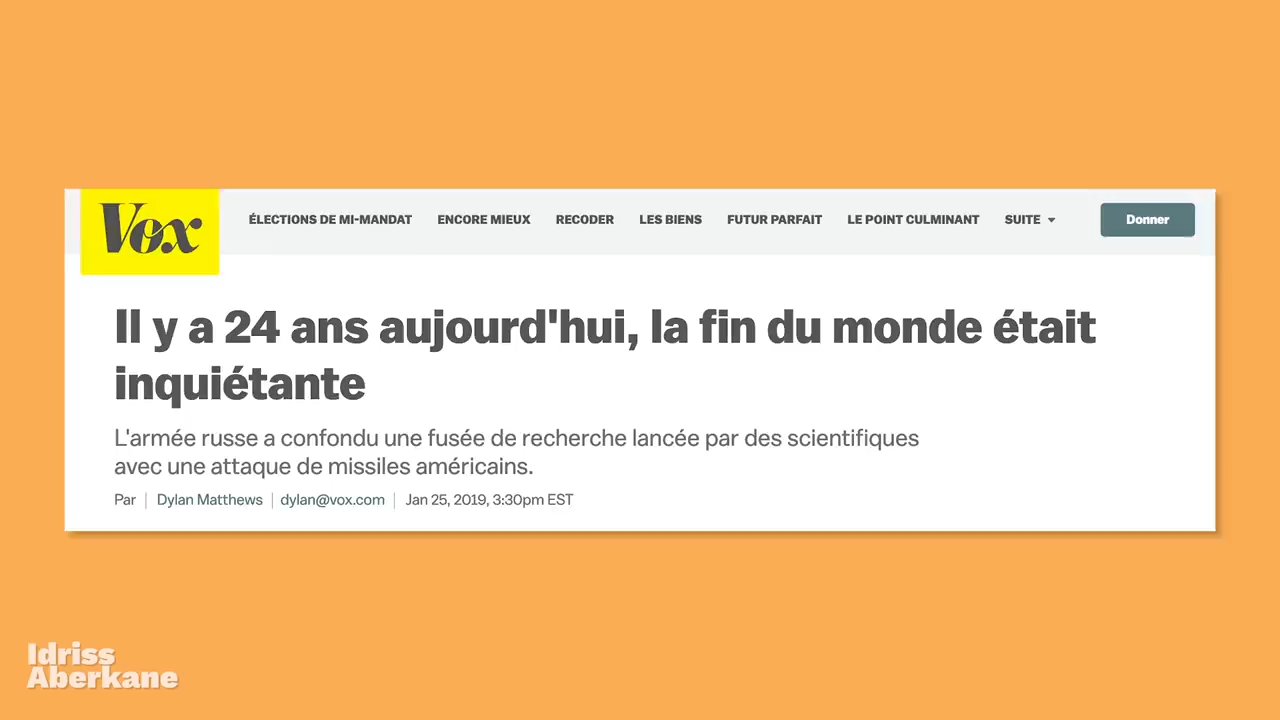 Vox
ÉLECTIONS DE MI-MANDAT ENCORE MIEUX RECODER LES BIENS FUTUR PARFAIT LE POINT CULMINANT SUITE Donner
Il y a 24 ans aujourd'hui, la fin du monde était
inquiétante
L'armée russe a confondu une fusée de recherche lancée par des scientifiques
avec une attaque de missiles américains.
Par | Dylan Matthews | dylan@vox.com | Jan 25, 2019, 3:30pm EST
Idriss
Aberkane